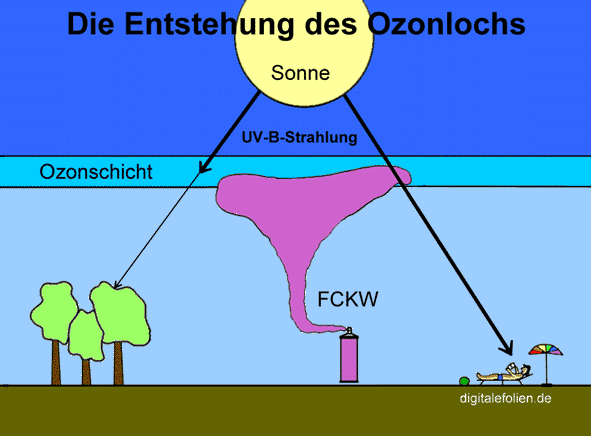 Die Entstehung des Ozonlochs
Sonne
UV-B-Strahlung
Ozonschicht
FCKW
digitalefolien.de